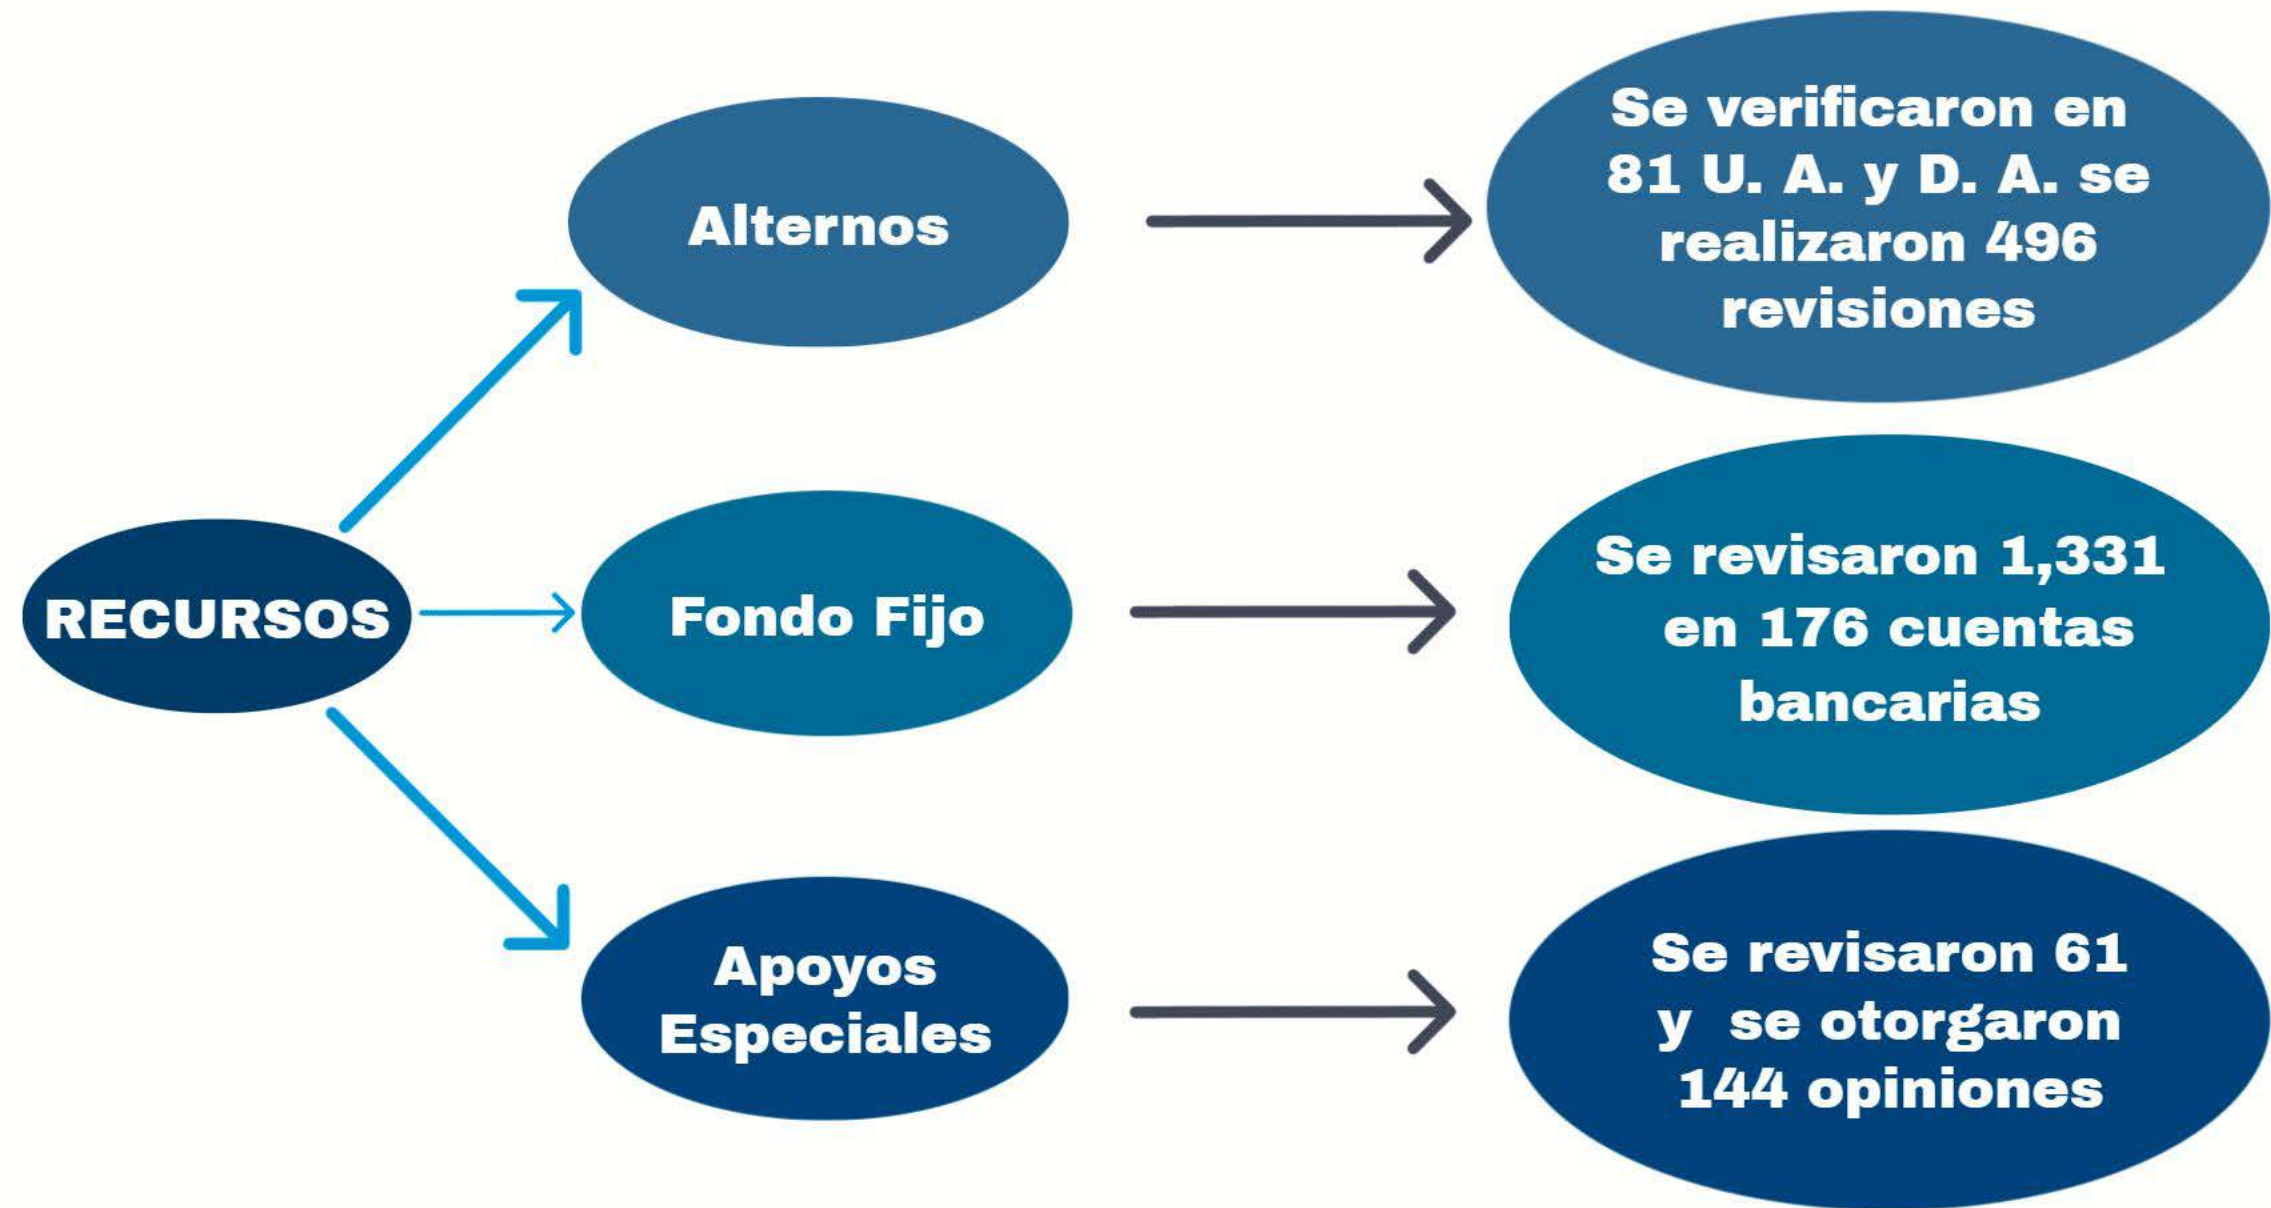 RECURSOS
Alternos
Se verificaron en
81 U. A. y D. A. se
realizaron 496
revisiones
Fondo Fijo
Se revisaron 1,331
en 176 cuentas
bancarias
Apoyos
Especiales
Se revisaron 61
y se otorgaron
144 opiniones